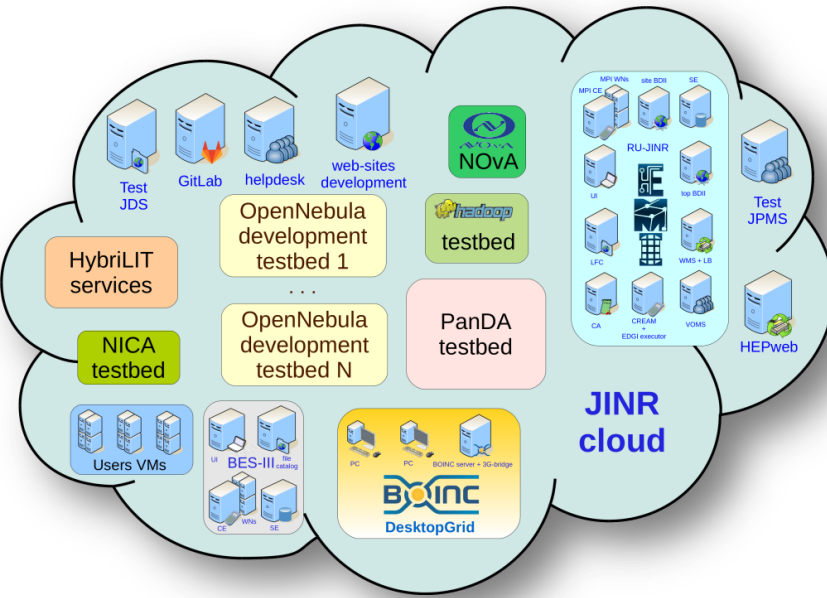 Test
JDS
GitLab
helpdesk
web-sites
development
NOvA
NOvA
OpenNebula
development
testbed 1
. . .
OpenNebula
development
testbed N
hadoop
testbed
HybriLIT
services
NICA
testbed
PanDA
testbed
MPI WNs
site BDII
SE
MPI CE
RU-JINR
UI
top BDII
LFC
WMS + LB
CA
CREAM
+
EDGI executor
VOMS
Test
JPMS
HEPweb
JINR
cloud
Users VMs
UI
BES-III
file
catalog
CE
WNs
SE
PC
PC
BOINC server + 3G-bridge
BOINC
DesktopGrid